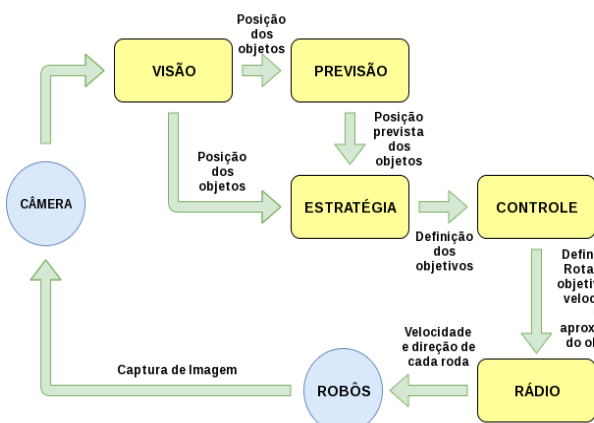 Posição
dos
objetos
VISÃO
PREVISÃO
Posição
prevista
dos
objetos
Posição
dos
objetos
CÂMERA
ESTRATÉGIA
CONTROLE
Definição
dos
objetivos
Velocidade
e direção de
cada roda
Captura de Imagem
ROBÔS
RÁDIO
do